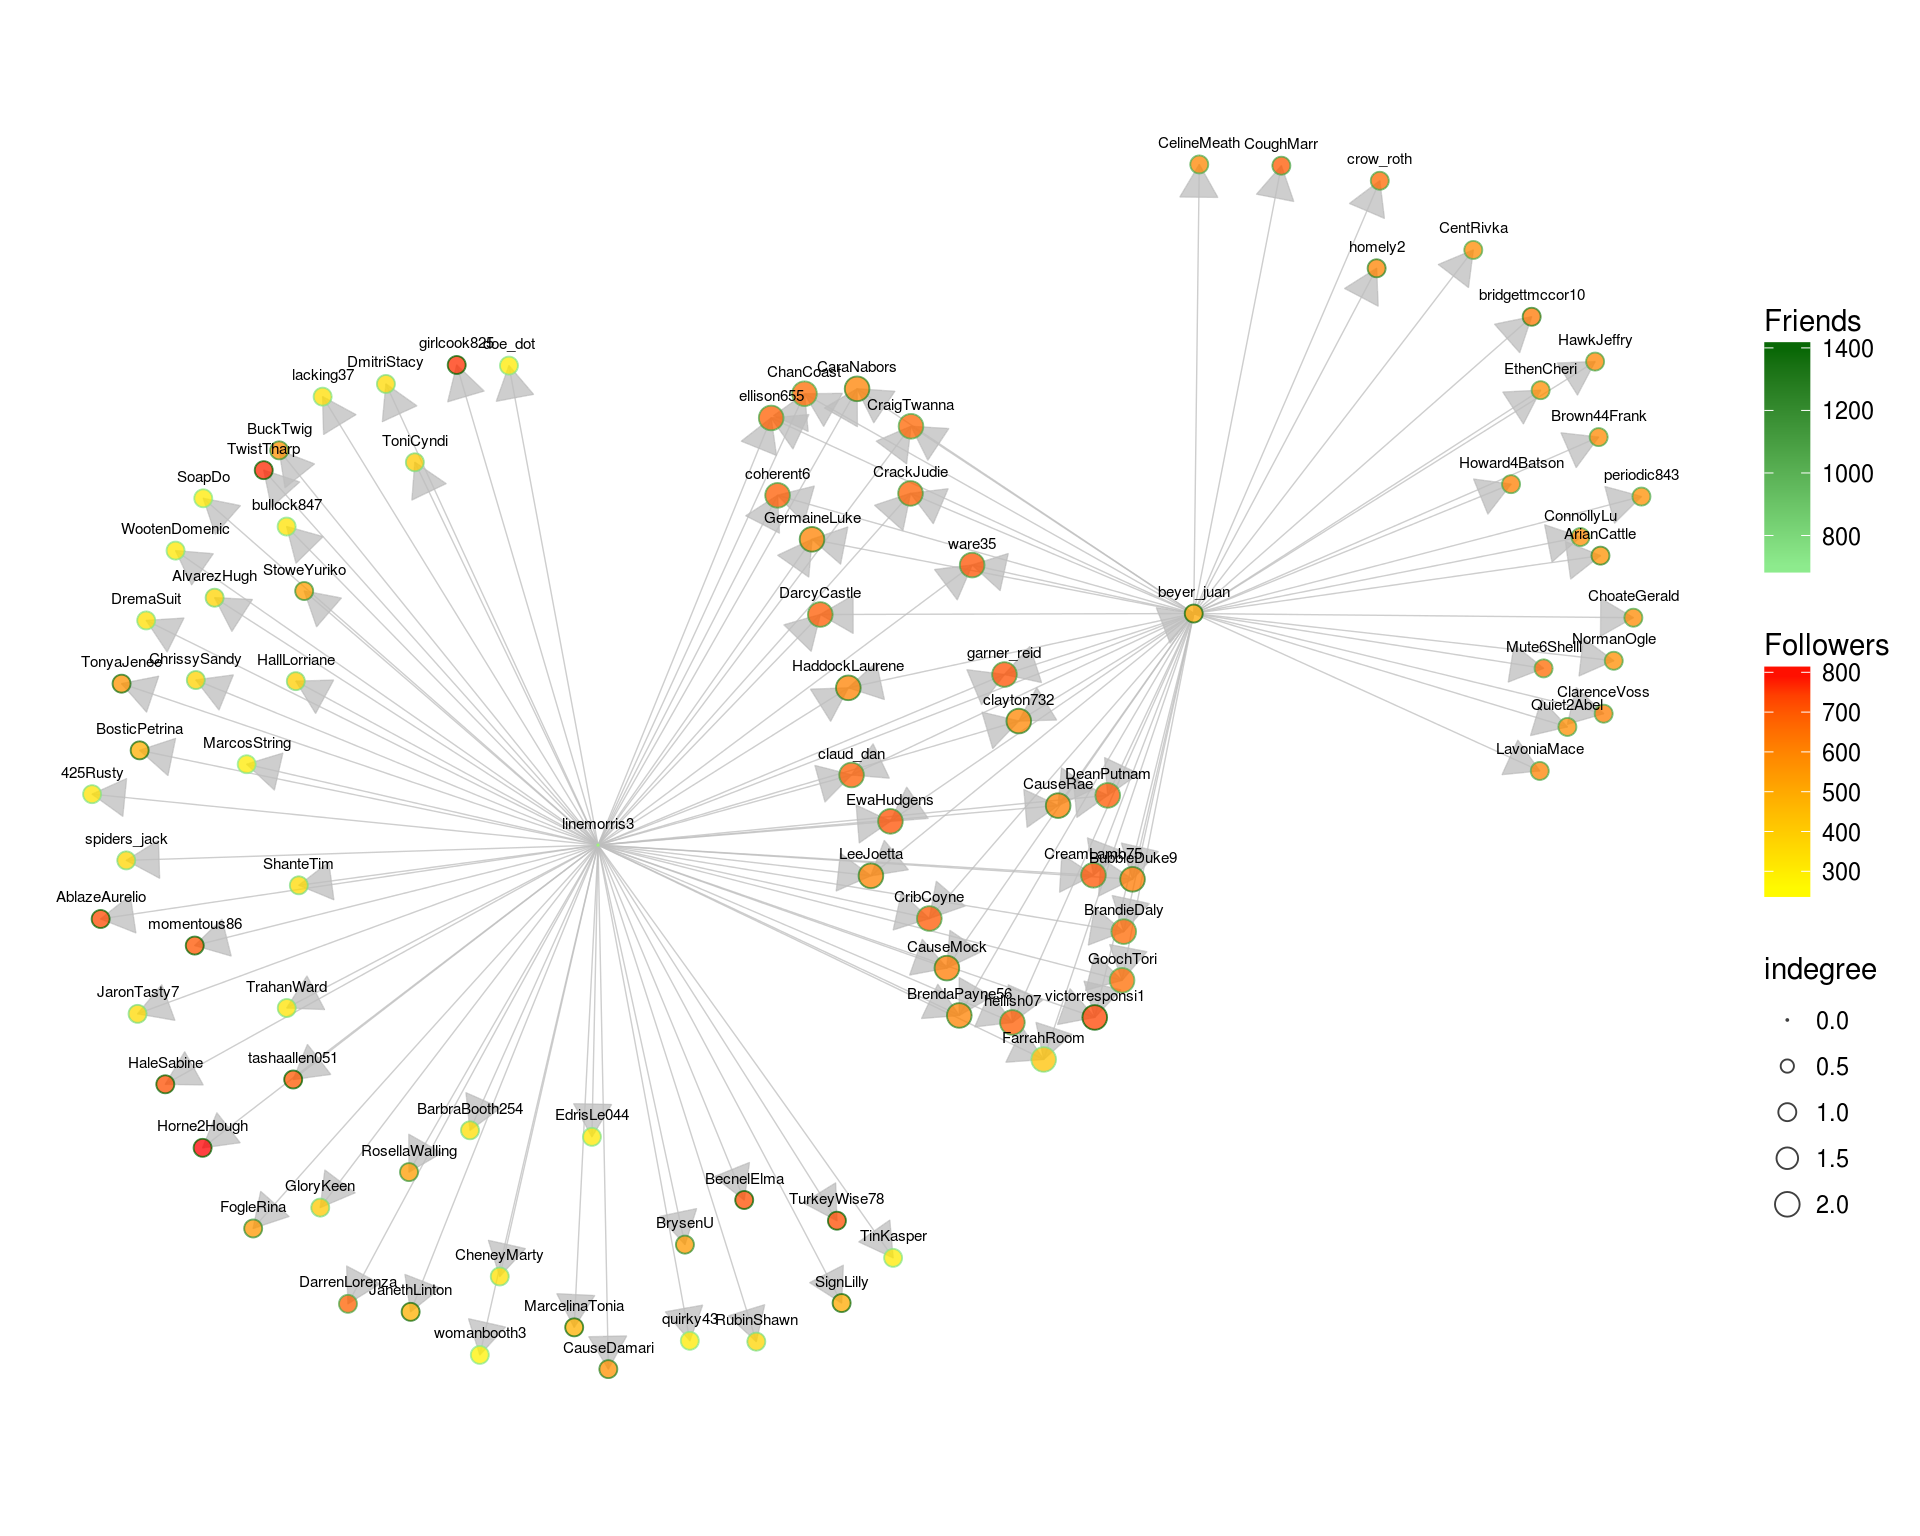 CelineMeath
CoughMarr
crow_roth
CentRivka
homely2
bridgettmccor10
HawkJeffry
EthenCheri
Brown44Frank
Howard4Batson
periodic843
ConnollyLu
ArianCattle
beyer_juan
ChoateGerald
NormanOgle
Mute6Shelli
ClarenceVoss
Quiet2Abel
LavoniaMace
girlcook825
doe_dot
DmitriStacy
lacking37
BuckTwig
TwistTharp
ToniCyndi
SoapDo
bullock847
WootenDomenic
StoweYuriko
AlvarezHugh
DremaSuit
TonyaJenee
ChrissySandy
HallLorriane
BosticPetrina
MarcosString
425Rusty
linemorris3
spiders_jack
ShanteTim
AblazeAurelio
momentous86
JaronTasty7
TrahanWard
HaleSabine
tashaallen051
Horne2Hough
BarbraBooth254
EdrisLe044
RosellaWalling
GloryKeen
FogleRina
BecnelElma
TurkeyWise78
BrysenU
TinKasper
CheneyMarty
DarrenLorenza
JanethLinton
SignLilly
MarcelinaTonia
quirky43
RubinShawn
womanbooth3
CauseDamari
ChanCoast
CaraNabors
ellison655
CraigTwanna
coherent6
CrackJudie
GermaineLuke
ware35
DarcyCastle
garner_reid
HaddockLaurene
clayton732
claud_dan
DeanPutnam
CauseRae
EwaHudgens
LeeJoetta
CreamLamb75
BubbleDuke9
CribCoyne
BrandieDaly
CauseMock
GoochTori
BrendaPayne56
hellish07
victorresponsi1
FarrahRoom
Friends
1400
1200
1000
800
Followers
800
700
600
500
400
300
indegree
0.0
0.5
1.0
1.5
2.0